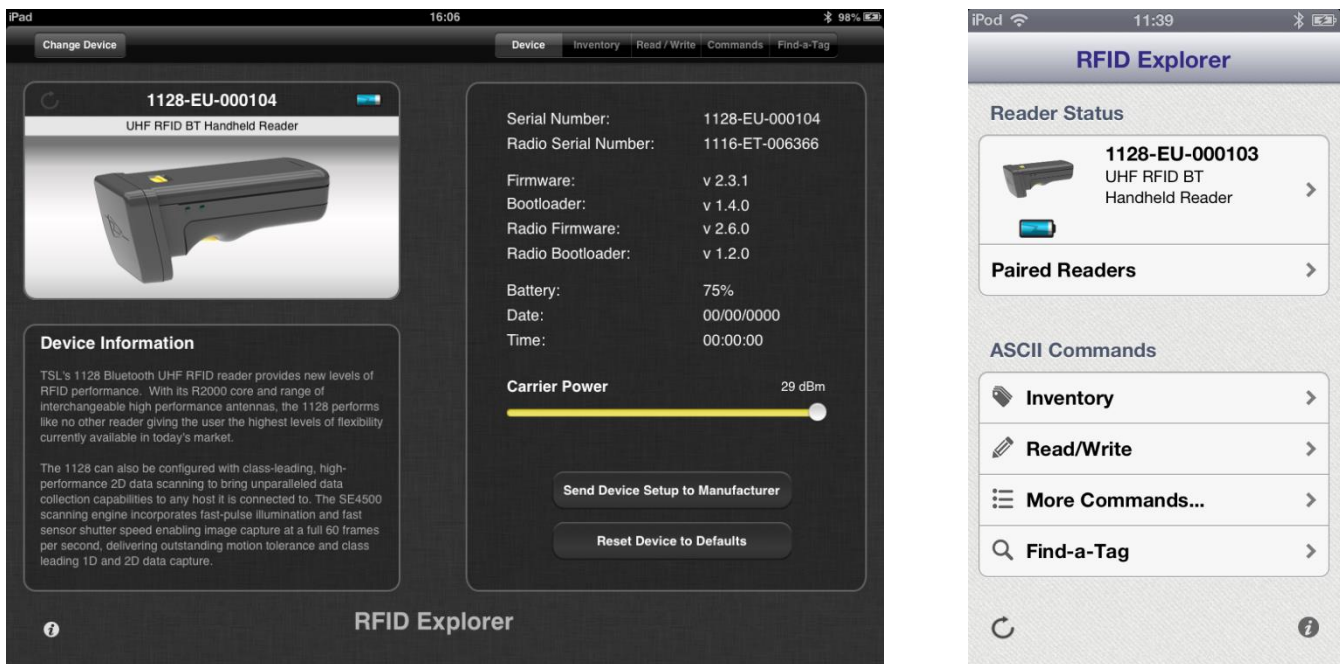 iPad 16:06 98%
Change Device Device Inventory Read / Write Commands Find-a-Tag
1128-EU-000104
UHF RFID BT Handheld Reader
Device Information
TSL's 1128 Bluetooth UHF RFID reader provides new levels of
RFID performance. With its R2000 core and range of
interchangeable high performance antennas, the 1128 performs
like no other reader giving the user the highest levels of flexibility
currently available in today's market.
The 1128 can also be configured with class-leading, high-
performance 2D data scanning to bring unparalleled data
collection capabilities to any host it is connected to. The SE4500
scanning engine incorporates fast-pulse illumination and fast
sensor shutter speed enabling image capture at a full 60 frames
per second, delivering outstanding motion tolerance and class
leading 1D and 2D data capture.
Serial Number: 1128-EU-000104
Radio Serial Number: 1116-ET-006366
Firmware: v 2.3.1
Bootloader: v 1.4.0
Radio Firmware: v 2.6.0
Radio Bootloader: v 1.2.0
Battery: 75%
Date: 00/00/0000
Time: 00:00:00
Carrier Power 29 dBm
Send Device Setup to Manufacturer
Reset Device to Defaults
RFID Explorer
iPod 11:39
RFID Explorer
Reader Status
1128-EU-000103
UHF RFID BT
Handheld Reader
Paired Readers
ASCII Commands
Inventory
Read/Write
More Commands...
Find-a-Tag